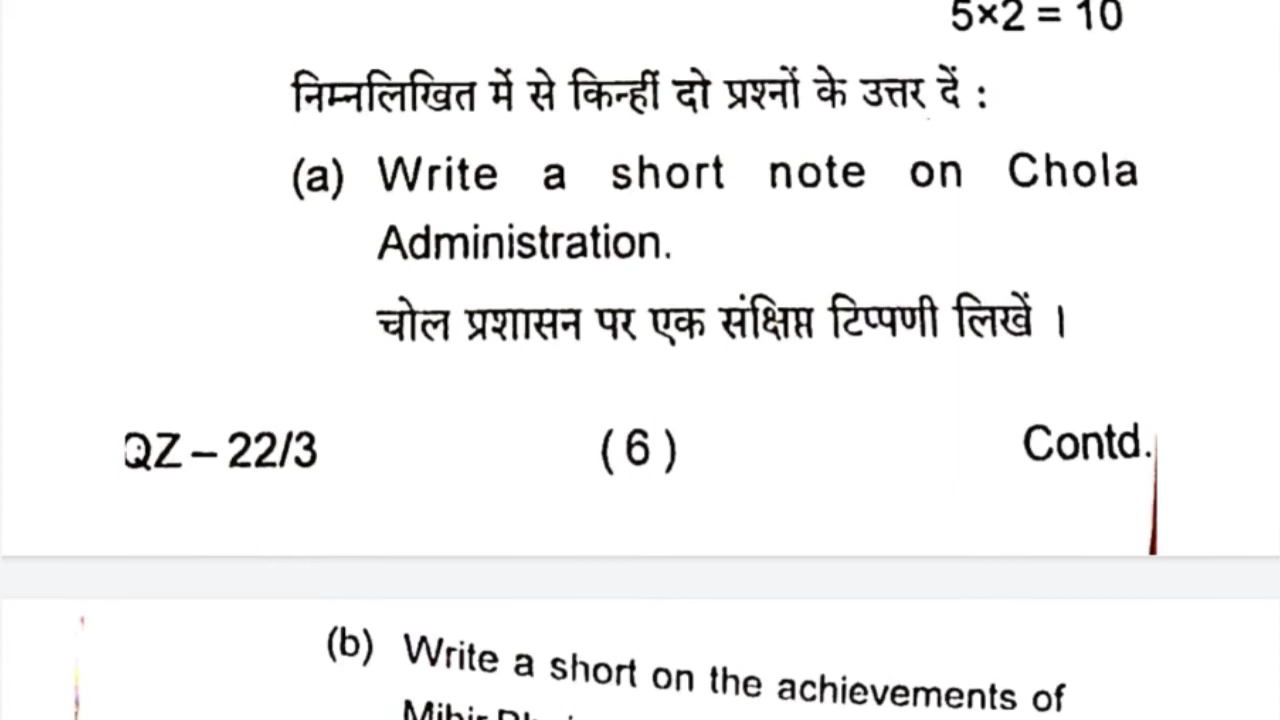 5×2 = 10
निम्नलिखित में से किन्हीं दो प्रश्नों के उत्तर दें :
(a) Write a short note on Chola
Administration.
चोल प्रशासन पर एक संक्षिप्त टिप्पणी लिखें ।
QZ – 22/3 (6) Contd.
(b) Write a short on the achievements of
Mihir